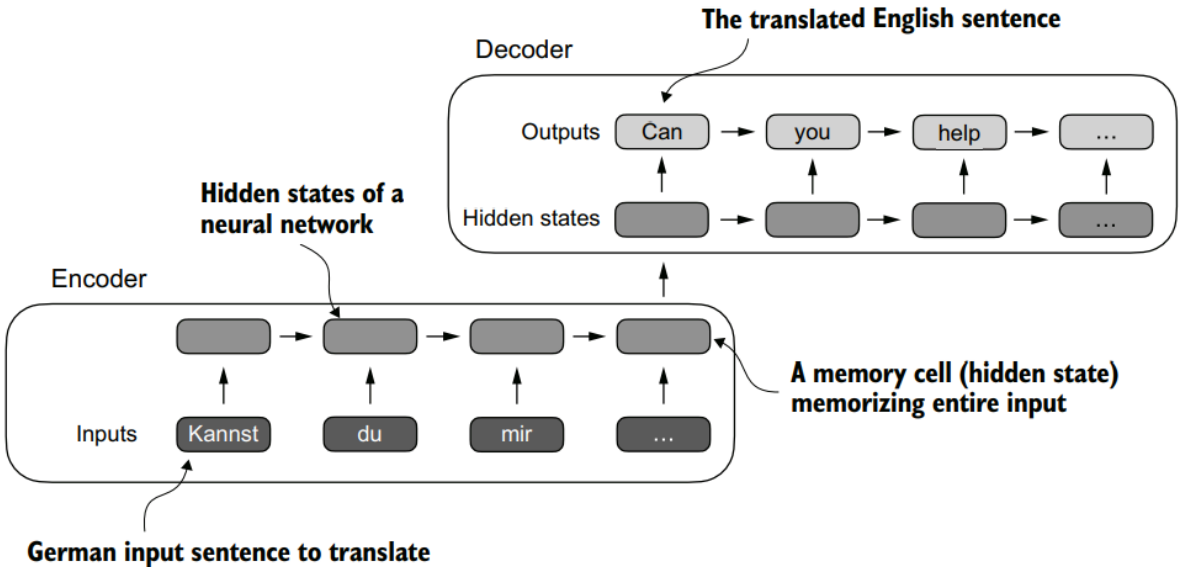 The translated English sentence
Decoder
Outputs Can you help ...
Hidden states of a
neural network
Hidden states ...
Encoder
A memory cell (hidden state)
memorizing entire input
Inputs Kannst du mir ...
German input sentence to translate